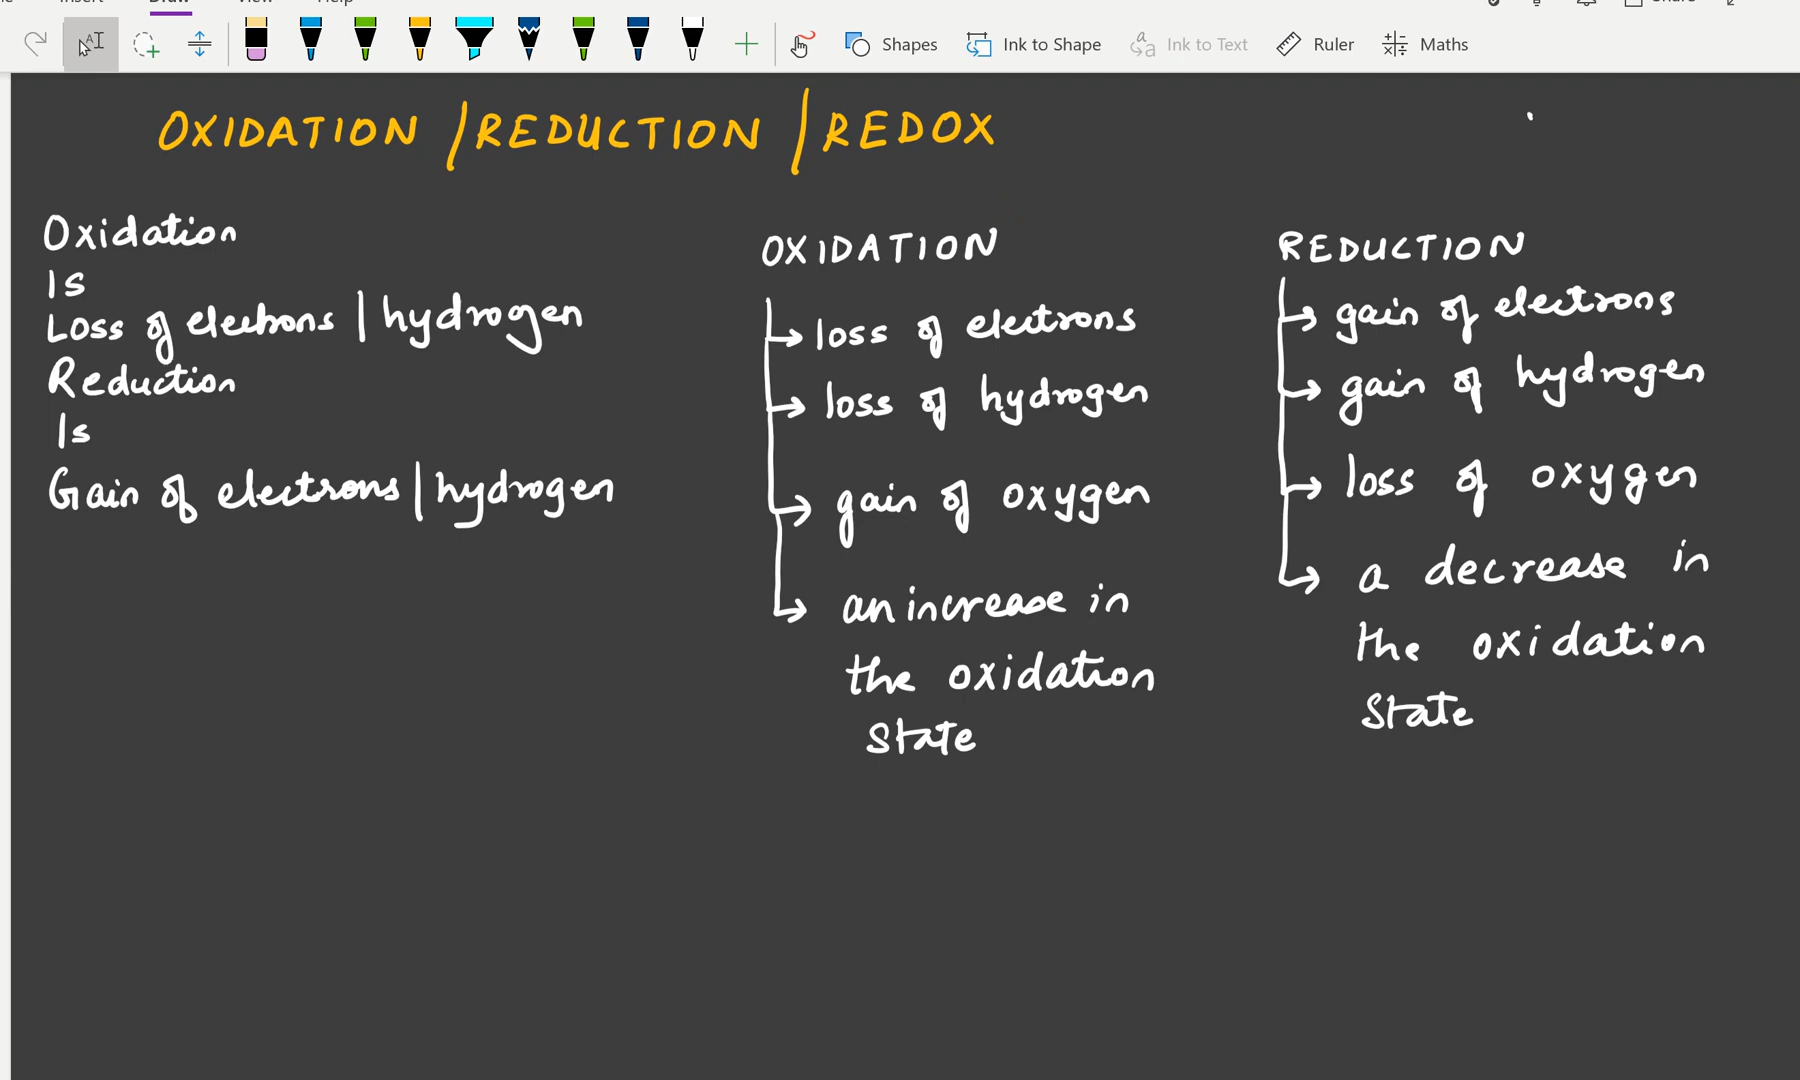 Draw
Shapes Ink to Shape Ink to Text Ruler Maths
OXIDATION / REDUCTION / REDOX
Oxidation
Is
Loss of electrons | hydrogen
Reduction
Is
Gain of electrons | hydrogen
OXIDATION
loss of electrons
loss of hydrogen
gain of oxygen
an increase in
the oxidation
state
REDUCTION
gain of electrons
gain of hydrogen
loss of oxygen
a decrease in
the oxidation
state